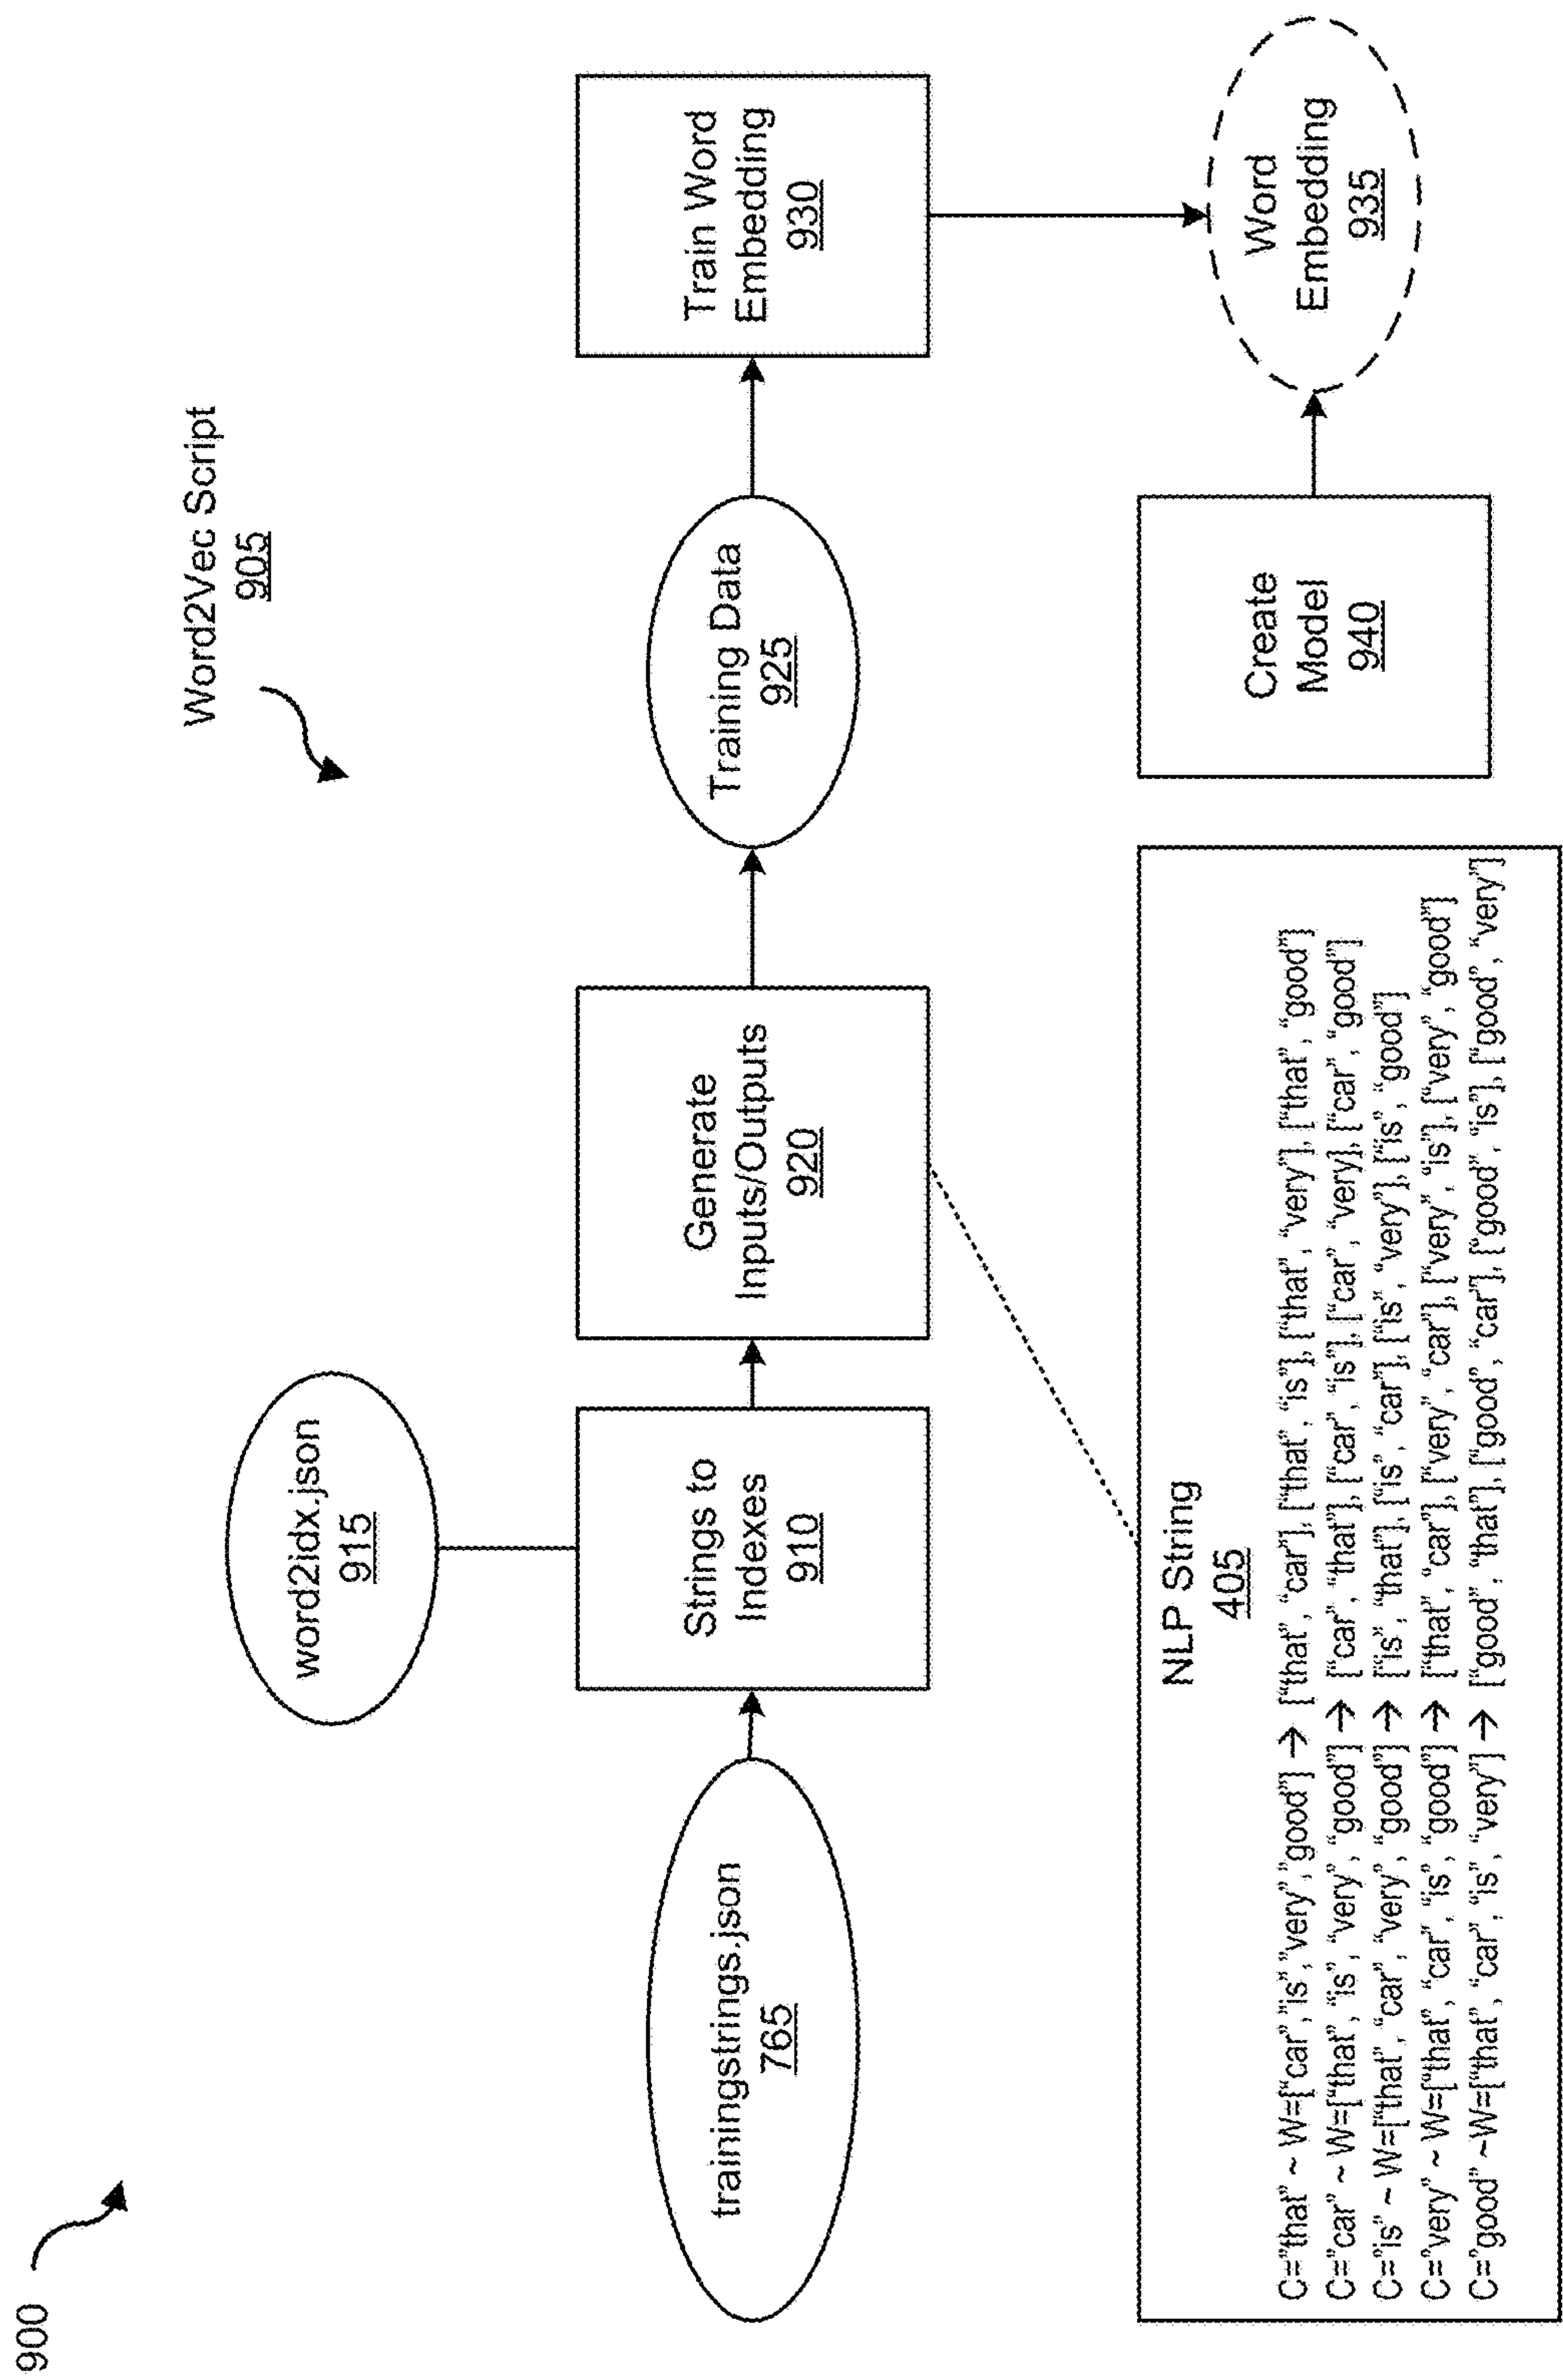 900
Word2Vec Script
905
word2idx.json
915
trainingstrings.json
765
Strings to
Indexes
910
Generate
Inputs/Outputs
920
Training Data
925
Train Word
Embedding
930
NLP String
405
C=”that” ~ W=[“car”,”is”,”very”,”good”] → [“that”, “car”], [“that”, “is”], [“that”, “very”], [“that”, “good”]
C=”car” ~ W=[“that”, “is”, “very”, “good”] → [“car”, “that”], [“car”, “is”], [“car”, “very], [“car”, “good”]
C=”is” ~ W=[“that”, “car”, “very”, “good”] → [“is”, “that”], [“is”, “car”], [“is”, “very”], [“is”, “good”]
C=”very” ~ W=[“that”, “car”, “is”, “good”] → [“that”, “car”], [“very”, “car”], [“very”, “is”], [“very”, “good”]
C=”good” ~W=[“that”, “car”, “is”, “very”] → [“good”, “that”], [“good”, “car”], [“good”, “is”], [“good”, “very”]
Create
Model
940
Word
Embedding
935